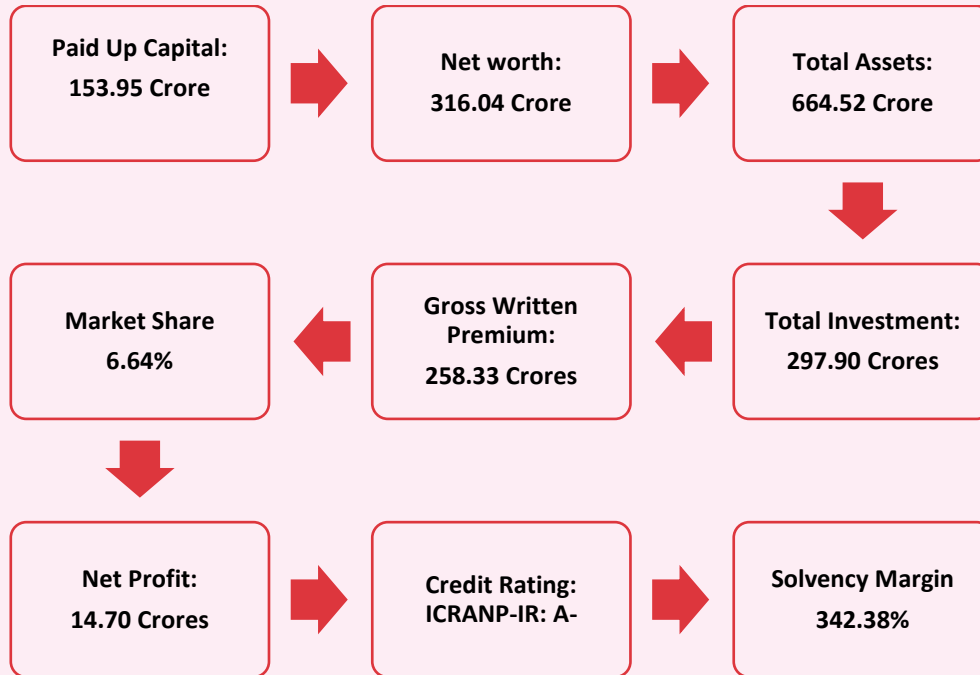 Paid Up Capital:
153.95 Crore
Net worth:
316.04 Crore
Total Assets:
664.52 Crore
Total Investment:
297.90 Crores
Gross Written
Premium:
258.33 Crores
Market Share
6.64%
Net Profit:
14.70 Crores
Credit Rating:
ICRANP-IR: A-
Solvency Margin
342.38%